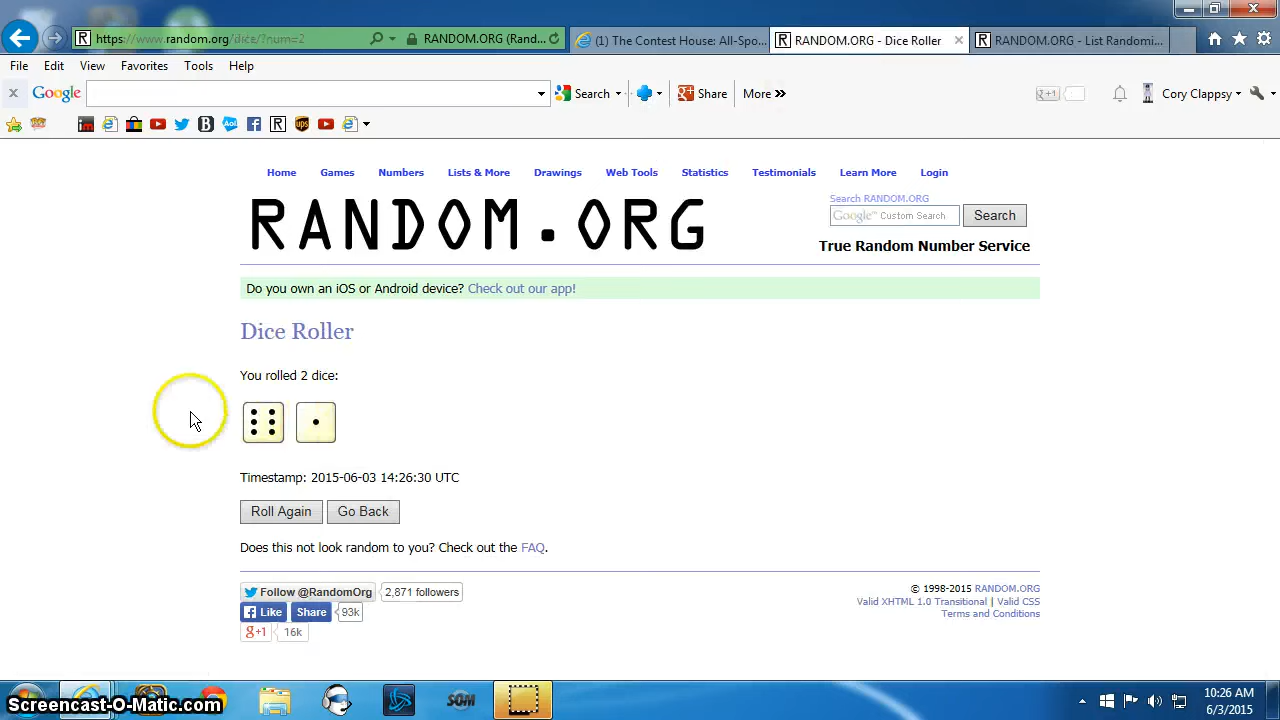 https://www.random.org/dice/?num=2
RANDOM.ORG (Rand...
(1) The Contest House: All-Spo...
RANDOM.ORG - Dice Roller
RANDOM.ORG - List Randomi...
File Edit View Favorites Tools Help
Google
Search
Share
More »
+1
Cory Clappsy
Home Games Numbers Lists & More Drawings Web Tools Statistics Testimonials Learn More Login
RANDOM.ORG
Search RANDOM.ORG
Google™ Custom Search
Search
True Random Number Service
Do you own an iOS or Android device? Check out our app!
Dice Roller
You rolled 2 dice:
Timestamp: 2015-06-03 14:26:30 UTC
Roll Again Go Back
Does this not look random to you? Check out the FAQ.
Follow @RandomOrg 2,871 followers
Like Share 93k
g+1 16k
© 1998-2015 RANDOM.ORG
Valid XHTML 1.0 Transitional | Valid CSS
Terms and Conditions
Screencast-O-Matic.com
SOM
10:26 AM
6/3/2015